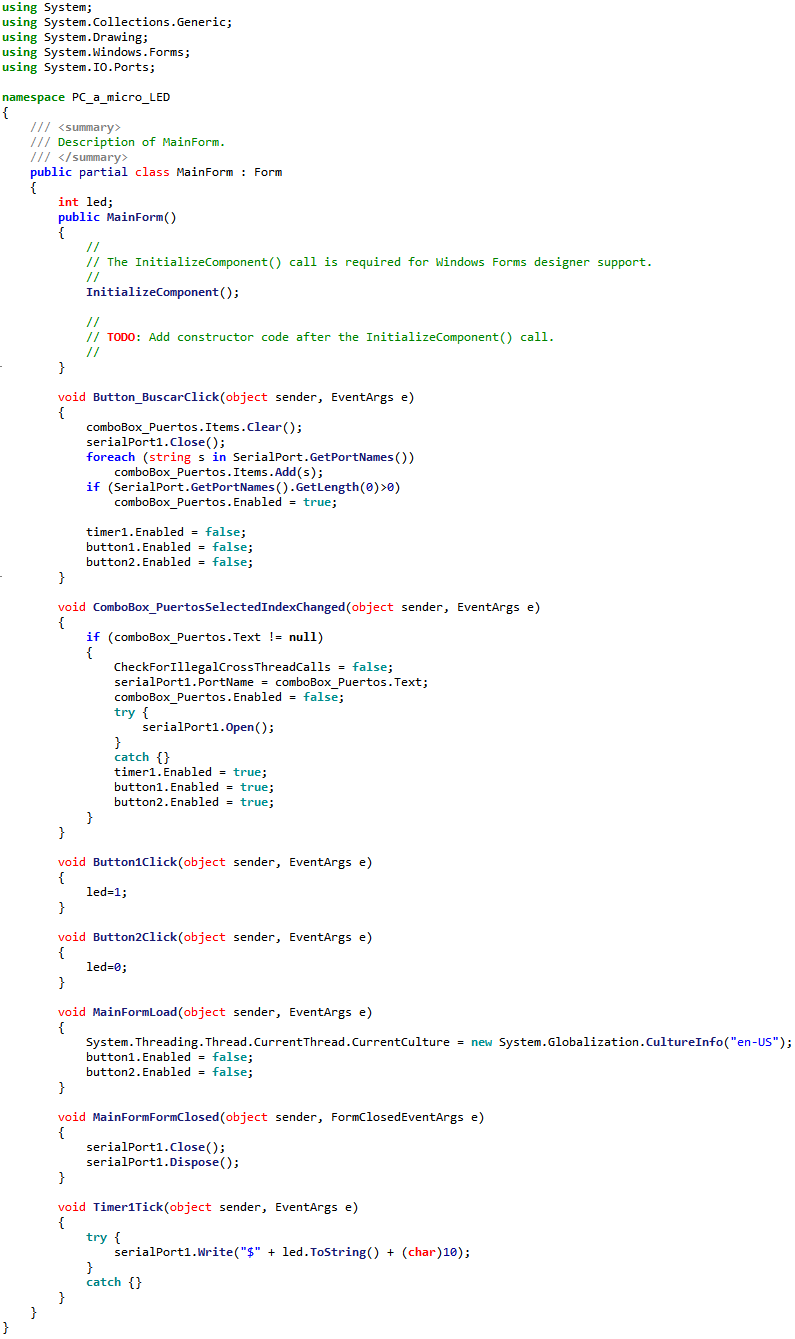 using System;
using System.Collections.Generic;
using System.Drawing;
using System.Windows.Forms;
using System.IO.Ports;

namespace PC_a_micro_LED
{
    /// <summary>
    /// Description of MainForm.
    /// </summary>
    public partial class MainForm : Form
    {
        int led;
        public MainForm()
        {
            //
            // The InitializeComponent() call is required for Windows Forms designer support.
            //
            InitializeComponent();

            //
            // TODO: Add constructor code after the InitializeComponent() call.
            //
        }

        void Button_BuscarClick(object sender, EventArgs e)
        {
            comboBox_Puertos.Items.Clear();
            serialPort1.Close();
            foreach (string s in SerialPort.GetPortNames())
                comboBox_Puertos.Items.Add(s);
            if (SerialPort.GetPortNames().GetLength(0)>0)
                comboBox_Puertos.Enabled = true;

            timer1.Enabled = false;
            button1.Enabled = false;
            button2.Enabled = false;
        }

        void ComboBox_PuertosSelectedIndexChanged(object sender, EventArgs e)
        {
            if (comboBox_Puertos.Text != null)
            {
                CheckForIllegalCrossThreadCalls = false;
                serialPort1.PortName = comboBox_Puertos.Text;
                comboBox_Puertos.Enabled = false;
                try {
                    serialPort1.Open();
                }
                catch {}
                timer1.Enabled = true;
                button1.Enabled = true;
                button2.Enabled = true;
            }
        }

        void Button1Click(object sender, EventArgs e)
        {
            led=1;
        }

        void Button2Click(object sender, EventArgs e)
        {
            led=0;
        }

        void MainFormLoad(object sender, EventArgs e)
        {
            System.Threading.Thread.CurrentThread.CurrentCulture = new System.Globalization.CultureInfo("en-US");
            button1.Enabled = false;
            button2.Enabled = false;
        }

        void MainFormFormClosed(object sender, FormClosedEventArgs e)
        {
            serialPort1.Close();
            serialPort1.Dispose();
        }

        void Timer1Tick(object sender, EventArgs e)
        {
            try {
                serialPort1.Write("$" + led.ToString() + (char)10);
            }
            catch {}
        }
    }
}